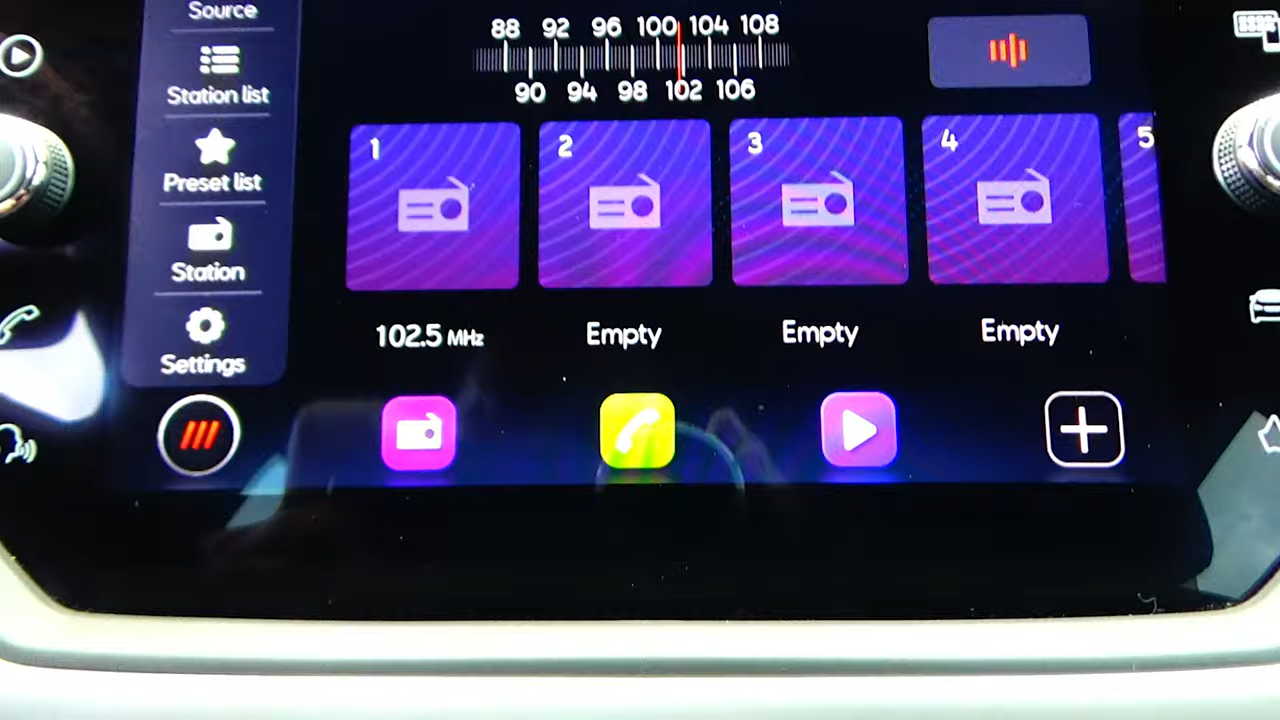 Source
Station list
Preset list
Station
Settings
88 92 96 100 104 108
90 94 98 102 106
1
2
3
4
5
102.5 MHz
Empty
Empty
Empty